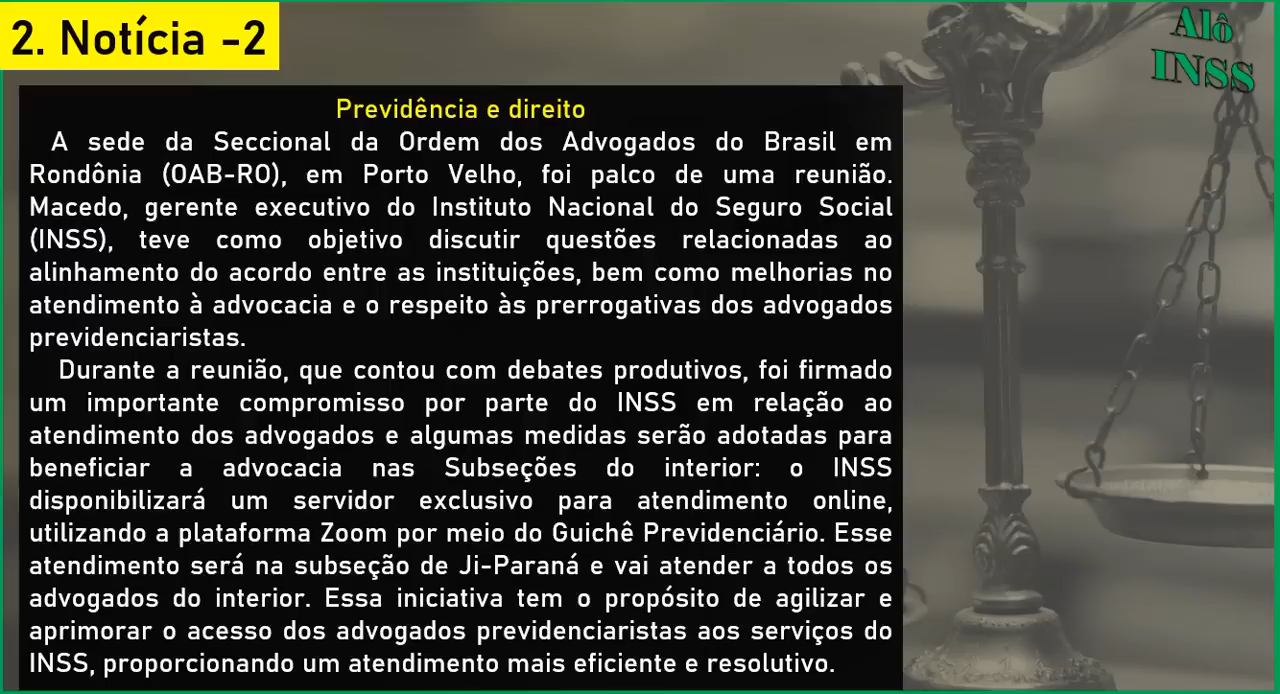 2. Notícia -2
Alô
INSS
Previdência e direito
A sede da Seccional da Ordem dos Advogados do Brasil em
Rondônia (OAB-RO), em Porto Velho, foi palco de uma reunião.
Macedo, gerente executivo do Instituto Nacional do Seguro Social
(INSS), teve como objetivo discutir questões relacionadas ao
alinhamento do acordo entre as instituições, bem como melhorias no
atendimento à advocacia e o respeito às prerrogativas dos advogados
previdenciaristas.
Durante a reunião, que contou com debates produtivos, foi firmado
um importante compromisso por parte do INSS em relação ao
atendimento dos advogados e algumas medidas serão adotadas para
beneficiar a advocacia nas Subseções do interior: o INSS
disponibilizará um servidor exclusivo para atendimento online,
utilizando a plataforma Zoom por meio do Guichê Previdenciário. Esse
atendimento será na subseção de Ji-Paraná e vai atender a todos os
advogados do interior. Essa iniciativa tem o propósito de agilizar e
aprimorar o acesso dos advogados previdenciaristas aos serviços do
INSS, proporcionando um atendimento mais eficiente e resolutivo.